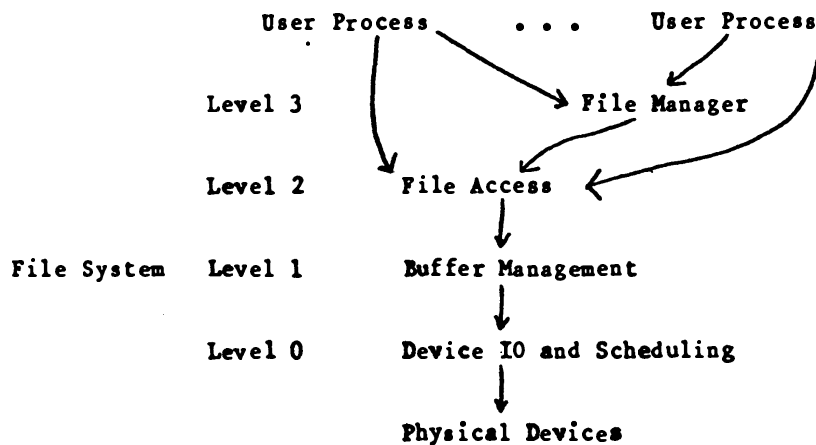 User Process . . . User Process
Level 3 File Manager
Level 2 File Access
File System Level 1 Buffer Management
Level 0 Device IO and Scheduling
Physical Devices